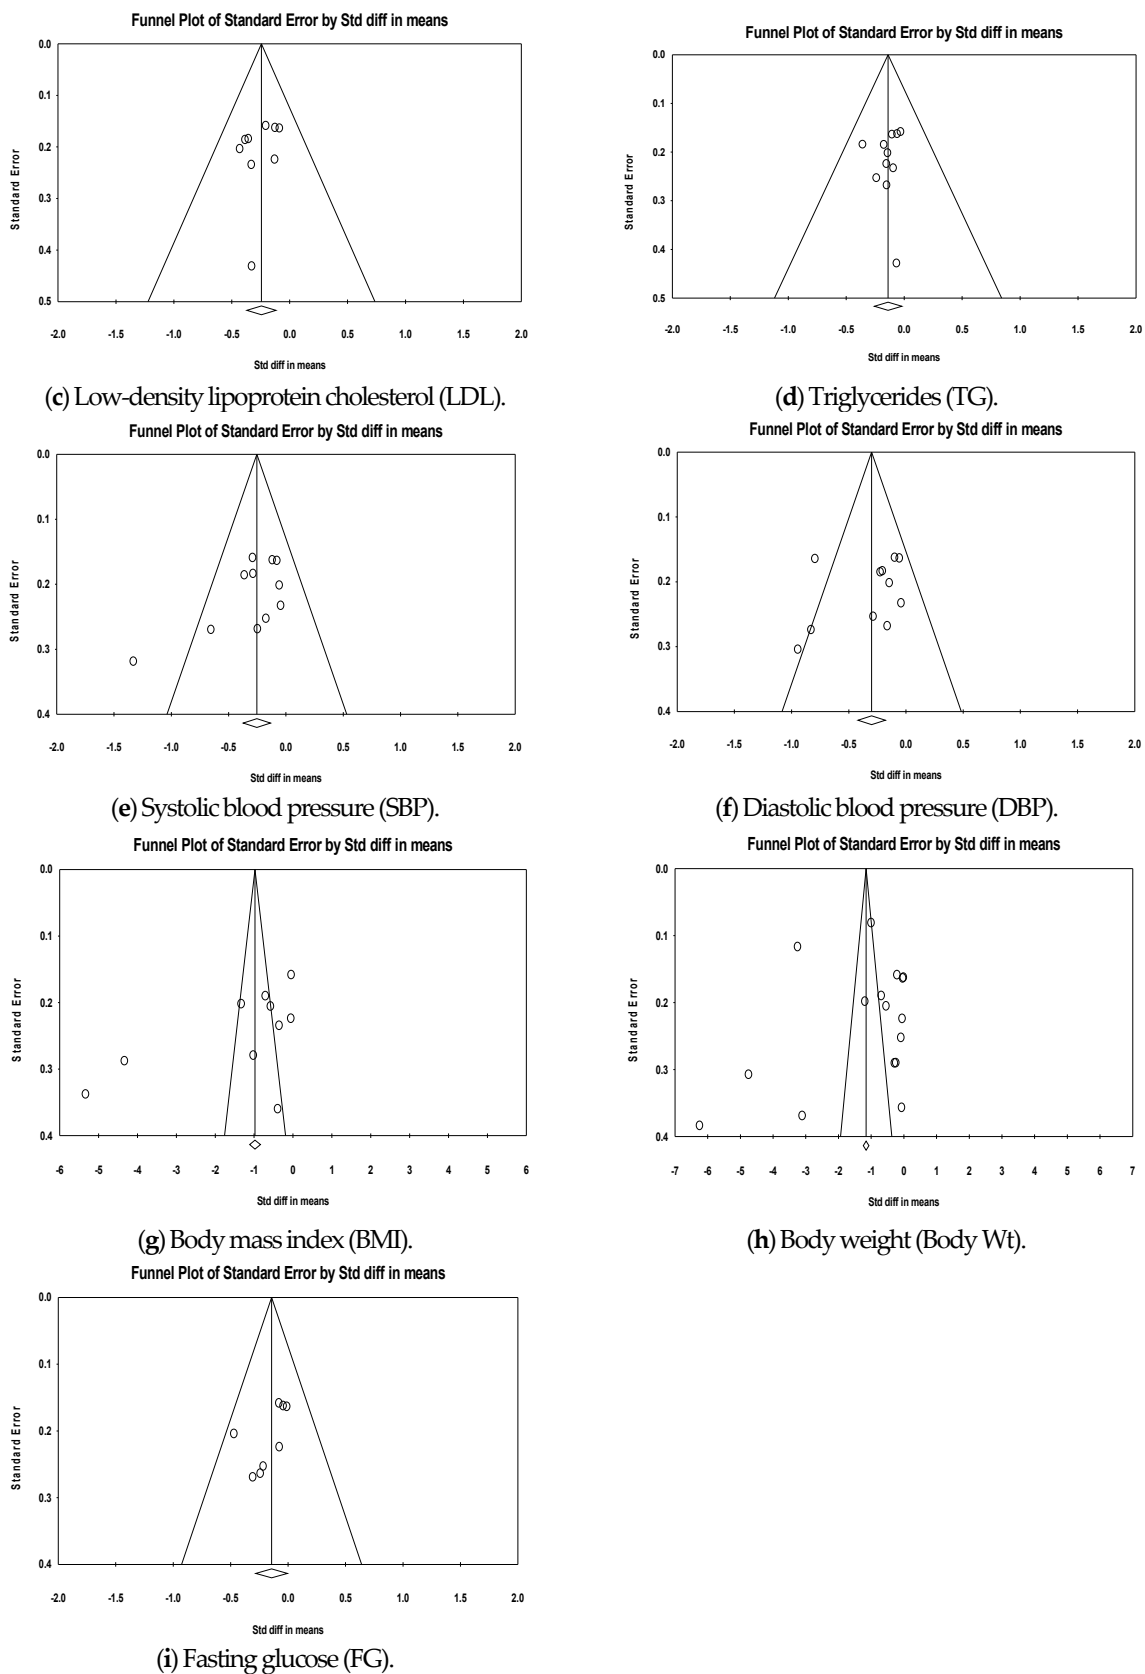 Funnel Plot of Standard Error by Std diff in means
0.0
0.1
0.2
0.3
0.4
0.5
Standard Error
-2.0 -1.5 -1.0 -0.5 0.0 0.5 1.0 1.5 2.0
Std diff in means
(c) Low-density lipoprotein cholesterol (LDL).
Funnel Plot of Standard Error by Std diff in means
0.0
0.1
0.2
0.3
0.4
0.5
Standard Error
-2.0 -1.5 -1.0 -0.5 0.0 0.5 1.0 1.5 2.0
Std diff in means
(d) Triglycerides (TG).
Funnel Plot of Standard Error by Std diff in means
0.0
0.1
0.2
0.3
0.4
Standard Error
-2.0 -1.5 -1.0 -0.5 0.0 0.5 1.0 1.5 2.0
Std diff in means
(e) Systolic blood pressure (SBP).
Funnel Plot of Standard Error by Std diff in means
0.0
0.1
0.2
0.3
0.4
Standard Error
-2.0 -1.5 -1.0 -0.5 0.0 0.5 1.0 1.5 2.0
Std diff in means
(f) Diastolic blood pressure (DBP).
Funnel Plot of Standard Error by Std diff in means
0.0
0.1
0.2
0.3
0.4
Standard Error
-6 -5 -4 -3 -2 -1 0 1 2 3 4 5 6
Std diff in means
(g) Body mass index (BMI).
Funnel Plot of Standard Error by Std diff in means
0.0
0.1
0.2
0.3
0.4
Standard Error
-7 -6 -5 -4 -3 -2 -1 0 1 2 3 4 5 6 7
Std diff in means
(h) Body weight (Body Wt).
Funnel Plot of Standard Error by Std diff in means
0.0
0.1
0.2
0.3
0.4
Standard Error
-2.0 -1.5 -1.0 -0.5 0.0 0.5 1.0 1.5 2.0
Std diff in means
(i) Fasting glucose (FG).